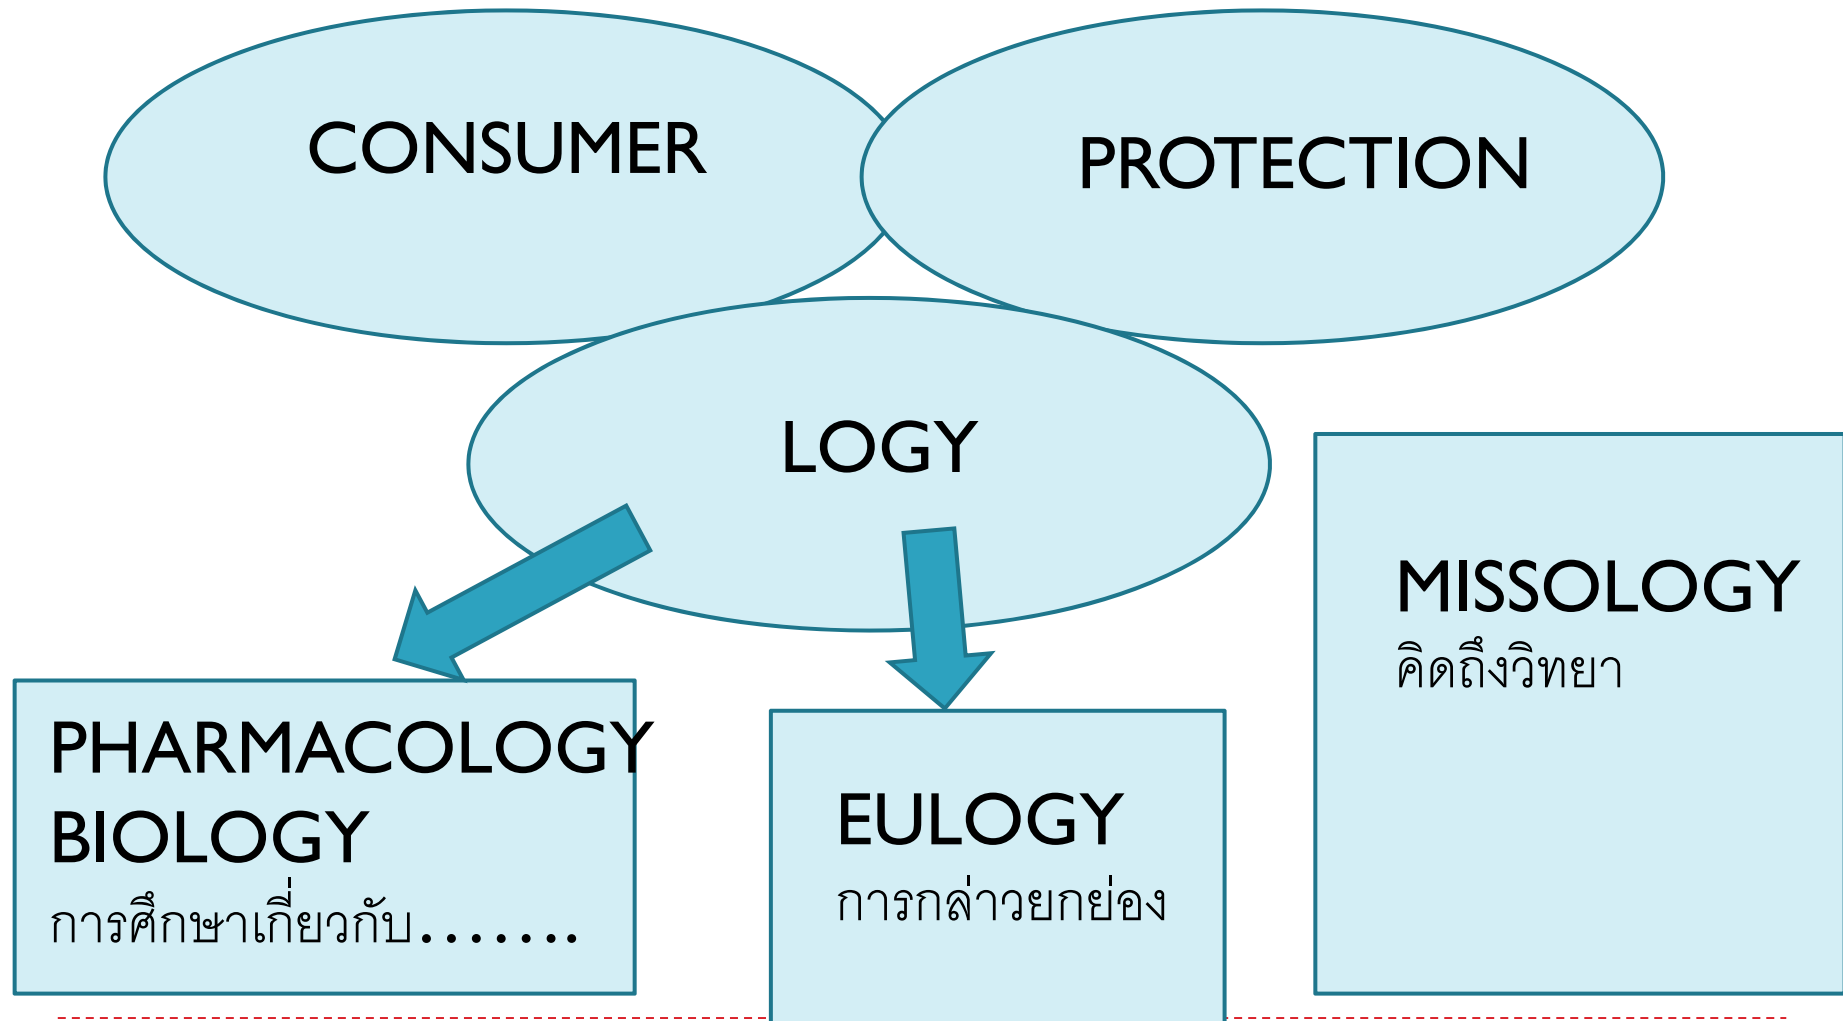 CONSUMER
PROTECTION
LOGY
MISSOLOGY
คิดถึงวิทยา
PHARMACOLOGY
BIOLOGY
การศึกษาเกี่ยวกับ.......
EULOGY
การกล่าวยกย่อง